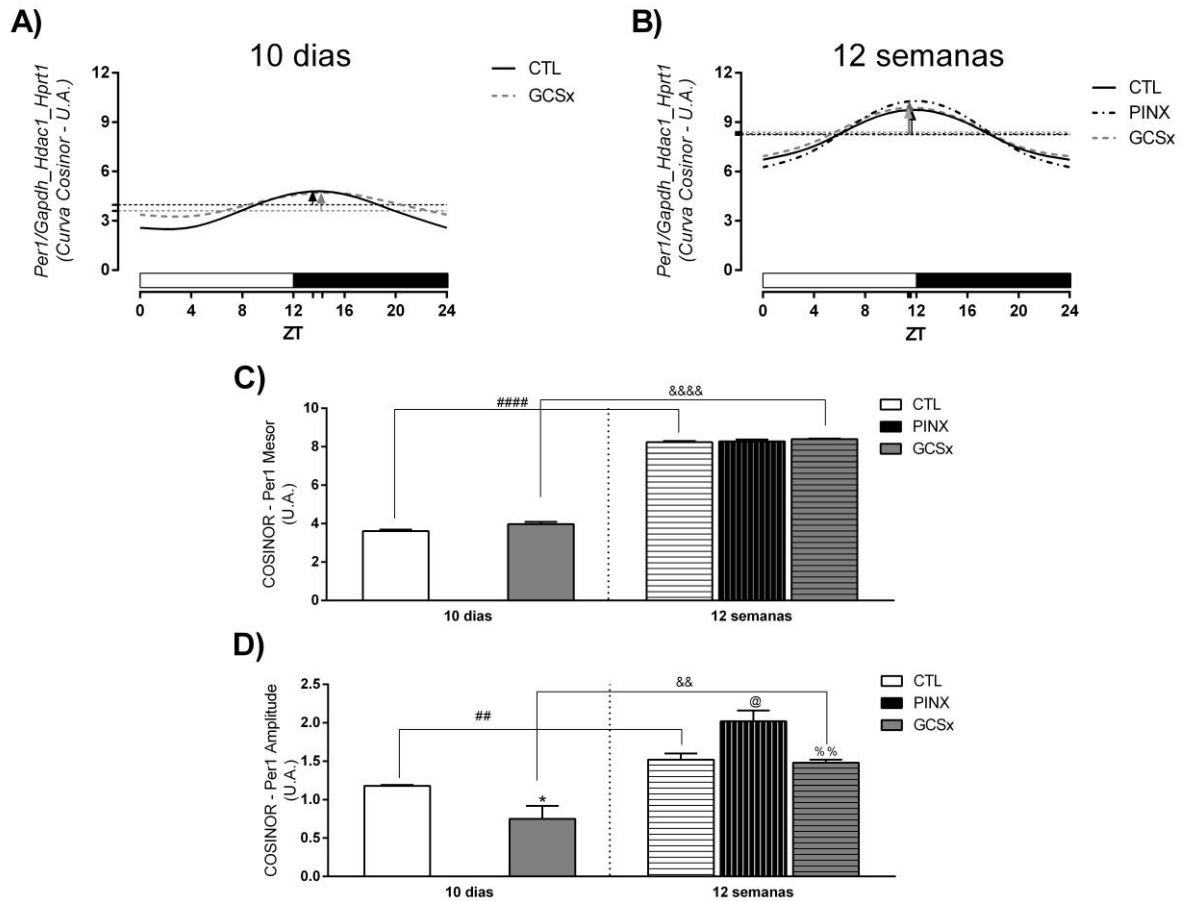 A)
10 dias
CTL
GCSx
Per1/Gapdh_Hdac1_Hprt1
(Curva Cosinor - U.A.)
12
9
6
3
0
0 4 8 12 16 20 24
ZT
B)
12 semanas
CTL
PINX
GCSx
Per1/Gapdh_Hdac1_Hprt1
(Curva Cosinor - U.A.)
12
9
6
3
0
0 4 8 12 16 20 24
ZT
C)
COSINOR - Per1 Mesor
(U.A.)
10
8
6
4
2
0
####
&&&&
CTL
PINX
GCSx
10 dias 12 semanas
D)
COSINOR - Per1 Amplitude
(U.A.)
2.5
2.0
1.5
1.0
0.5
0.0
##
*
&&
@
%%
CTL
PINX
GCSx
10 dias 12 semanas